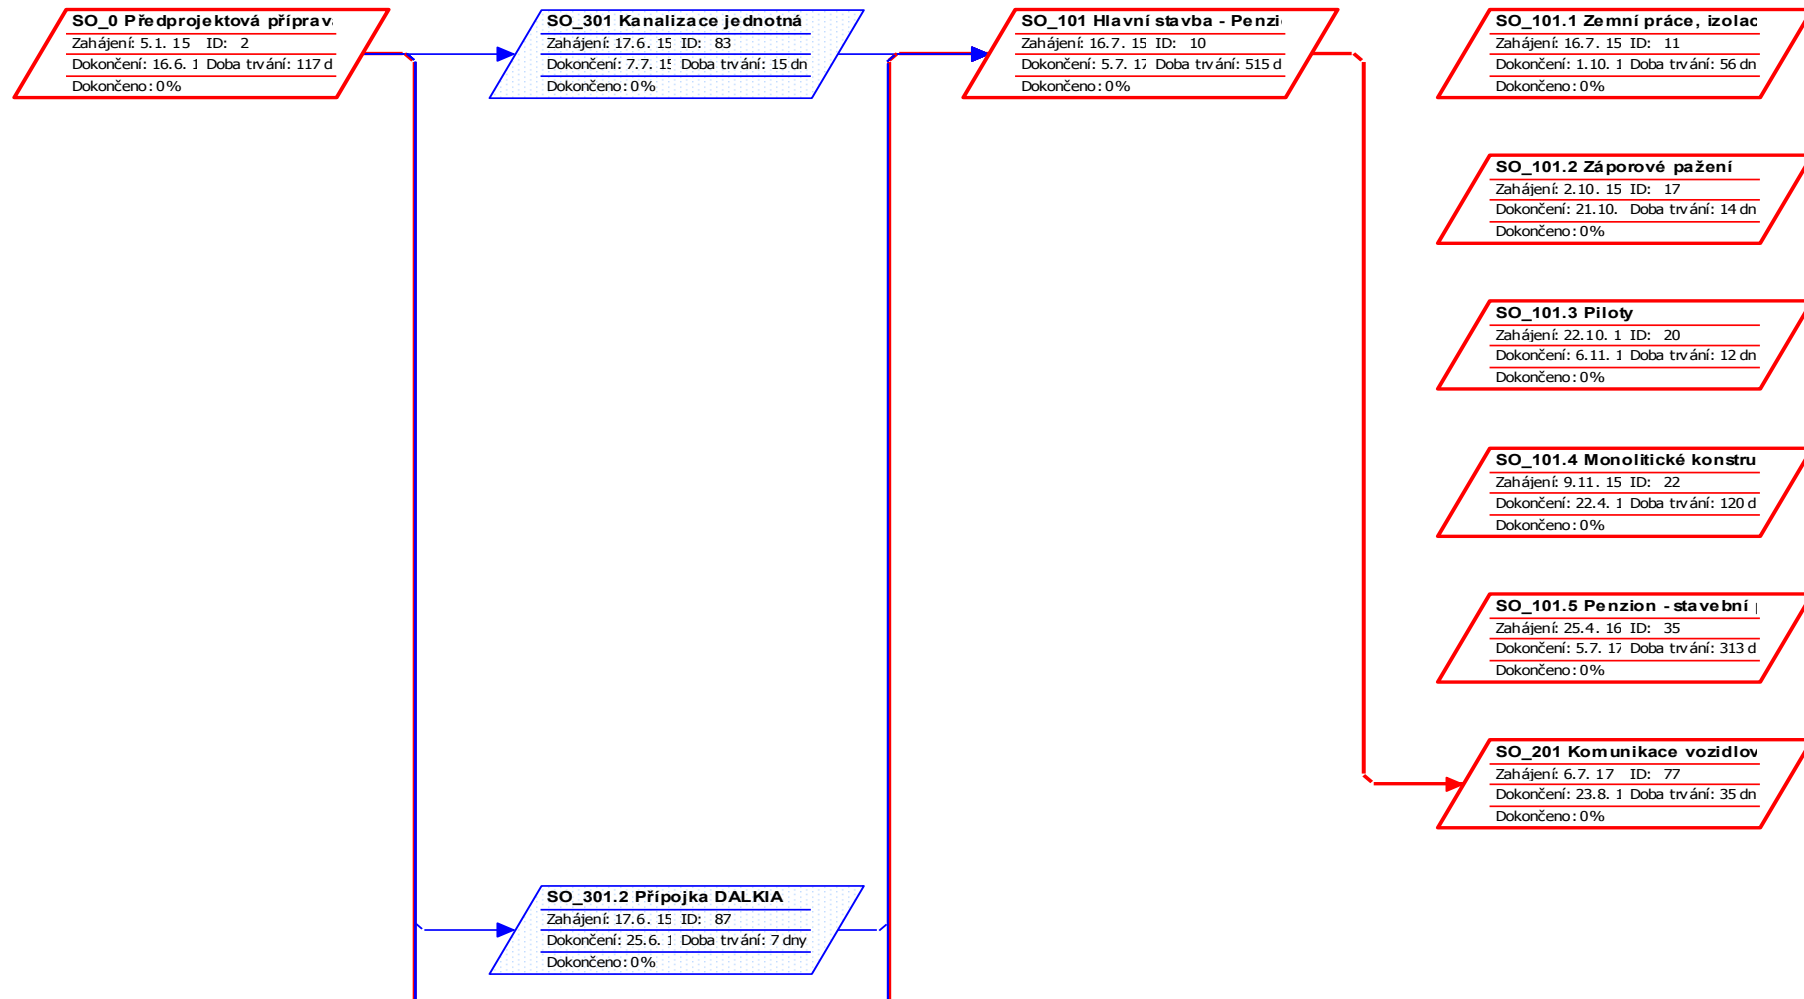 SO_0 Předprojektová příprav
Zahájení: 5.1. 15 ID: 2
Dokončení: 16.6. 1 Doba trvání: 117 d
Dokončeno: 0%
SO_301 Kanalizace jednotná
Zahájení: 17.6. 15 ID: 83
Dokončení: 7.7. 15 Doba trvání: 15 dn
Dokončeno: 0%
SO_101 Hlavní stavba - Penzi
Zahájení: 16.7. 15 ID: 10
Dokončení: 5.7. 17 Doba trvání: 515 d
Dokončeno: 0%
SO_101.1 Zemní práce, izolac
Zahájení: 16.7. 15 ID: 11
Dokončení: 1.10. 1 Doba trvání: 56 dn
Dokončeno: 0%
SO_101.2 Záporové pažení
Zahájení: 2.10. 15 ID: 17
Dokončení: 21.10. Doba trvání: 14 dn
Dokončeno: 0%
SO_101.3 Piloty
Zahájení: 22.10. 1 ID: 20
Dokončení: 6.11. 1 Doba trvání: 12 dn
Dokončeno: 0%
SO_101.4 Monolitické konstru
Zahájení: 9.11. 15 ID: 22
Dokončení: 22.4. 1 Doba trvání: 120 d
Dokončeno: 0%
SO_101.5 Penzion - stavební
Zahájení: 25.4. 16 ID: 35
Dokončení: 5.7. 17 Doba trvání: 313 d
Dokončeno: 0%
SO_201 Komunikace vozidlov
Zahájení: 6.7. 17 ID: 77
Dokončení: 23.8. 1 Doba trvání: 35 dn
Dokončeno: 0%
SO_301.2 Přípojka DALKIA
Zahájení: 17.6. 15 ID: 87
Dokončení: 25.6. 1 Doba trvání: 7 dny
Dokončeno: 0%